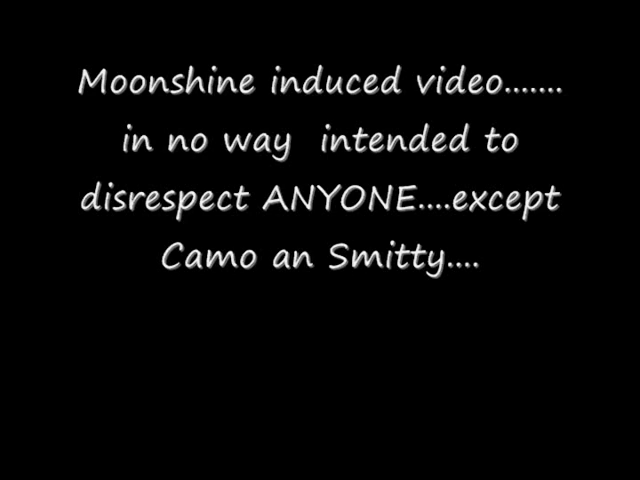 Moonshine induced video.......
in no way  intended to
disrespect ANYONE....except
Camo an Smitty....